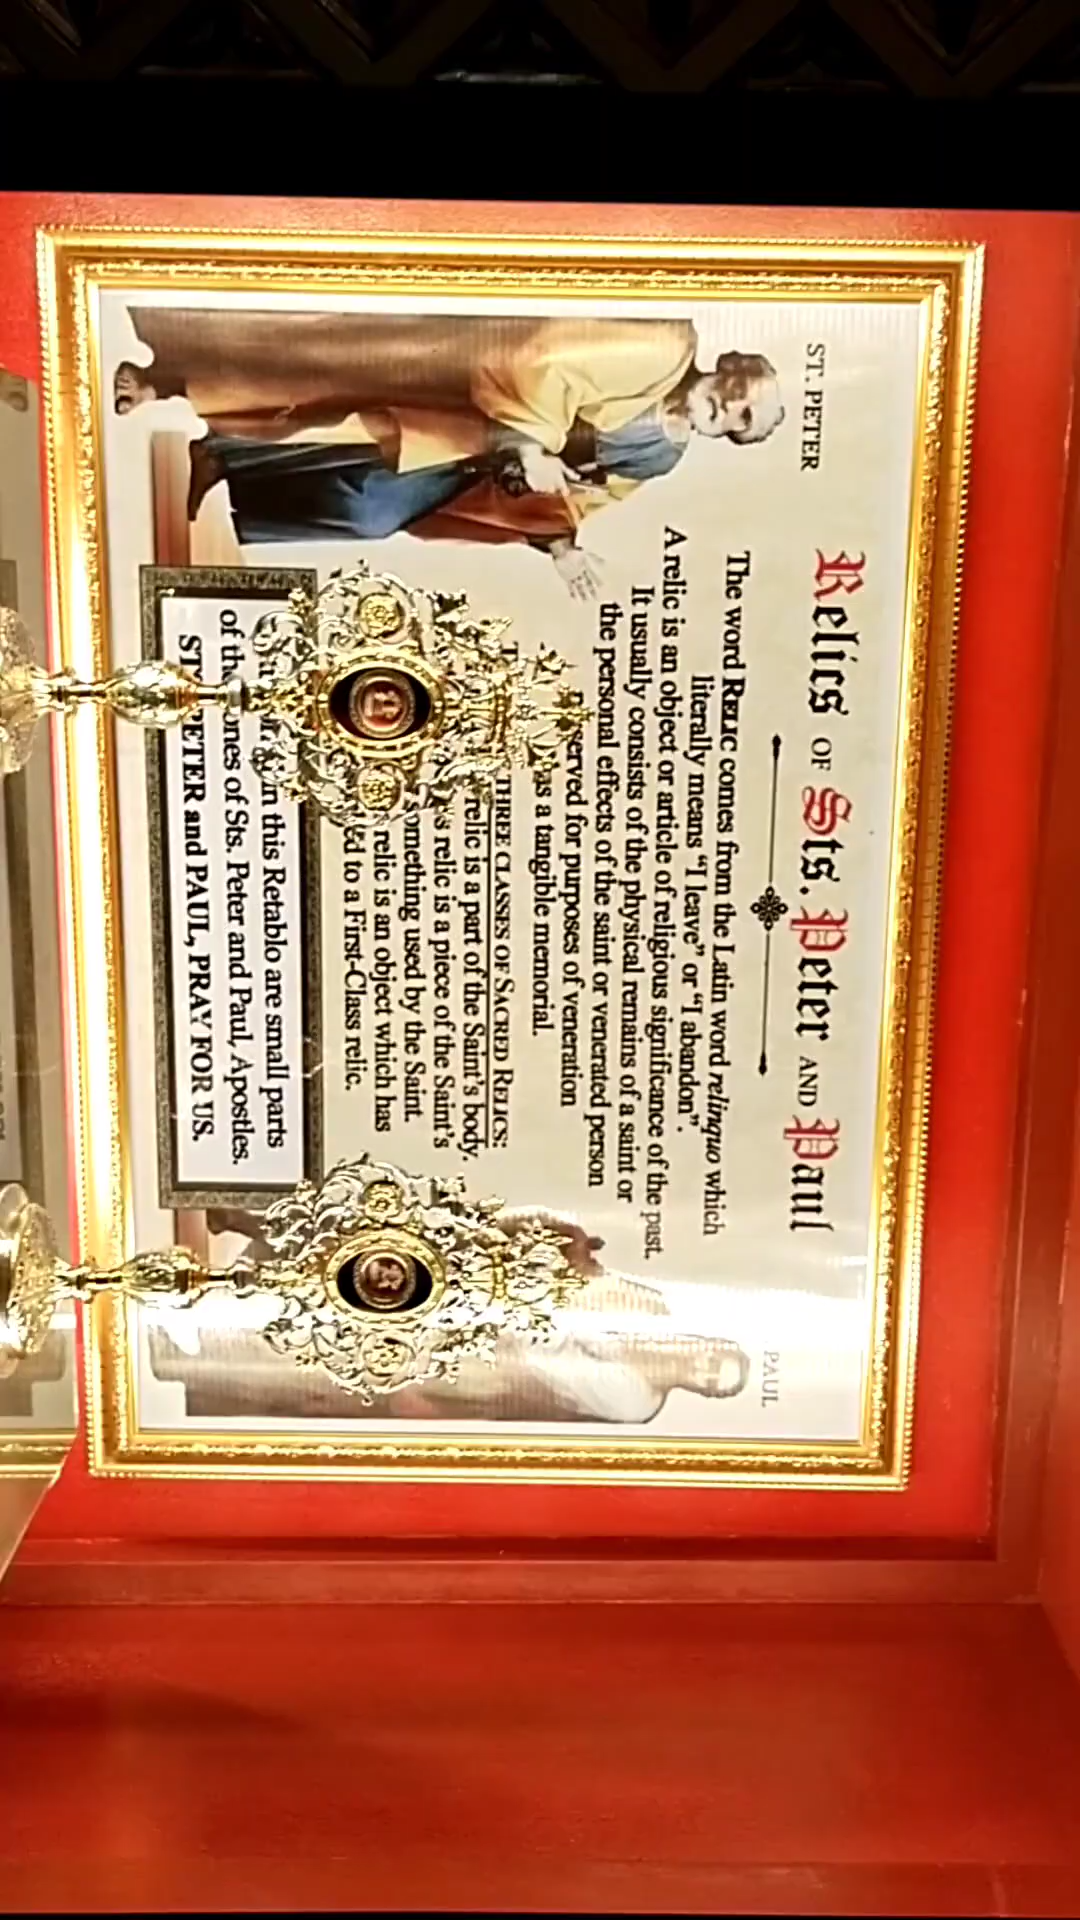 Relics OF Sts. Peter AND Paul
ST. PETER
PAUL
The word RELIC comes from the Latin word relinquo which
literally means "I leave" or "I abandon".
A relic is an object or article of religious significance of the past.
It usually consists of the physical remains of a saint or
the personal effects of the saint or venerated person
for purposes of veneration
as a tangible memorial.
THREE CLASSES OF SACRED RELICS:
relic is a part of the Saint's body.
relic is a piece of the Saint's
something used by the Saint.
relic is an object which has
to a First-Class relic.
in this Retablo are small parts
of the bones of Sts. Peter and Paul, Apostles.
STS. PETER and PAUL, PRAY FOR US.